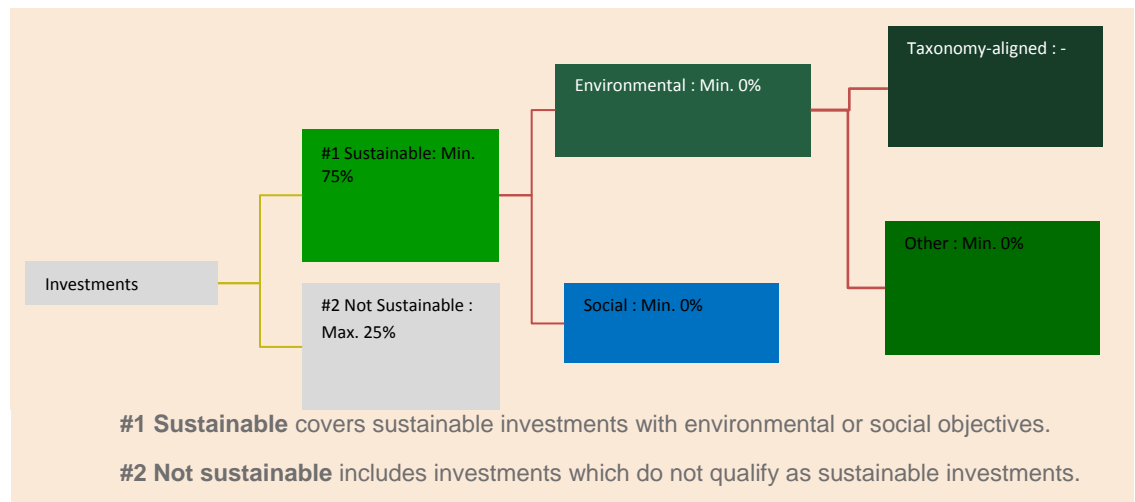 Taxonomy-aligned : -
Environmental : Min. 0%
#1 Sustainable: Min.
75%
Other : Min. 0%
Investments
#2 Not Sustainable :
Max. 25%
Social : Min. 0%
#1 Sustainable covers sustainable investments with environmental or social objectives.
#2 Not sustainable includes investments which do not qualify as sustainable investments.